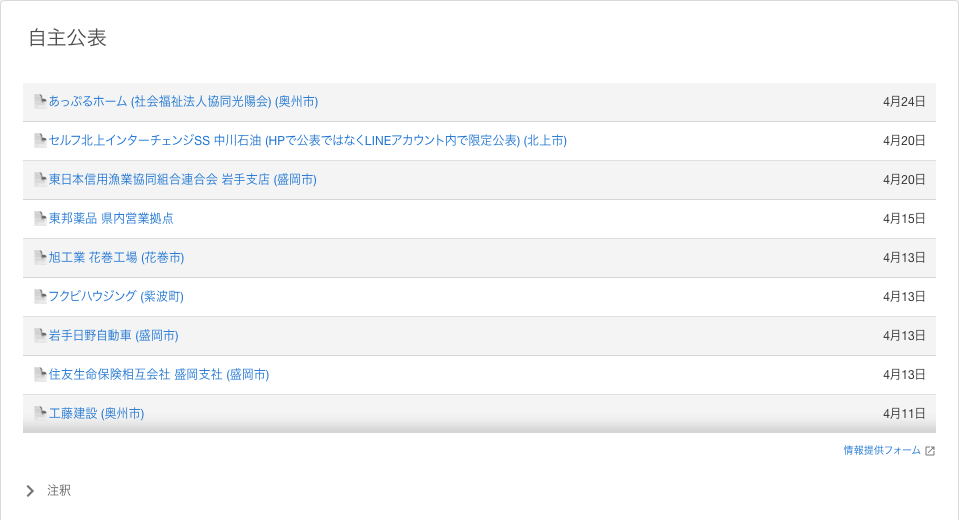 自主公表
あっぷるホーム (社会福祉法人協同光陽会) (奥州市) 4月24日
セルフ北上インターチェンジSS 中川石油 (HPで公表ではなくLINEアカウント内で限定公表) (北上市) 4月20日
東日本信用漁業協同組合連合会 岩手支店 (盛岡市) 4月20日
東邦薬品 県内営業拠点 4月15日
旭工業 花巻工場 (花巻市) 4月13日
フクビハウジング (紫波町) 4月13日
岩手日野自動車 (盛岡市) 4月13日
住友生命保険相互会社 盛岡支社 (盛岡市) 4月13日
工藤建設 (奥州市) 4月11日
情報提供フォーム
注釈